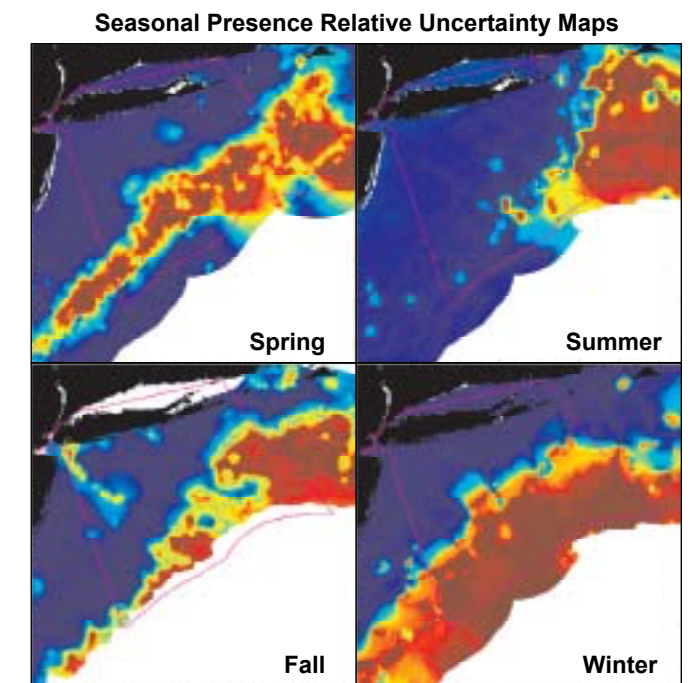 Seasonal Presence Relative Uncertainty Maps
Spring
Summer
Fall
Winter